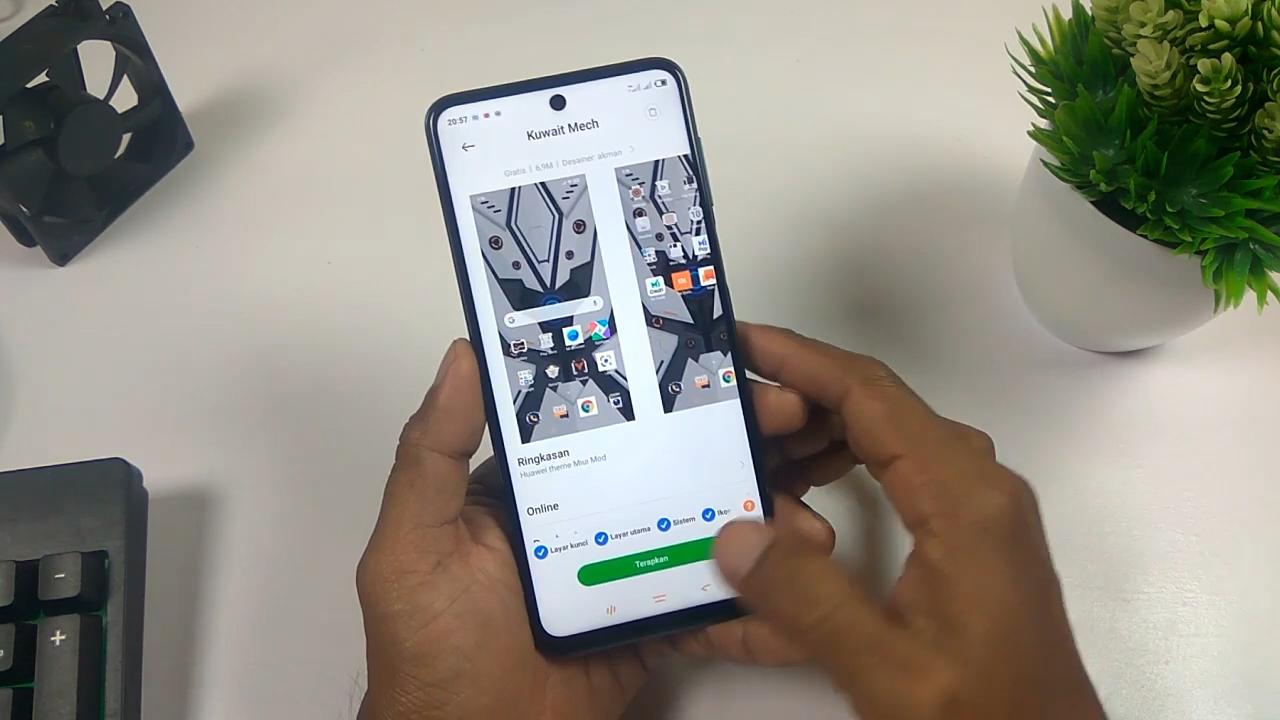 20:57
Kuwait Mech
Gratis | 6,9M | Desainer: akman
Ringkasan
Huawei theme Miui Mod
Online
Layar kunci
Layar utama
Sistem
Terapkan
-
+